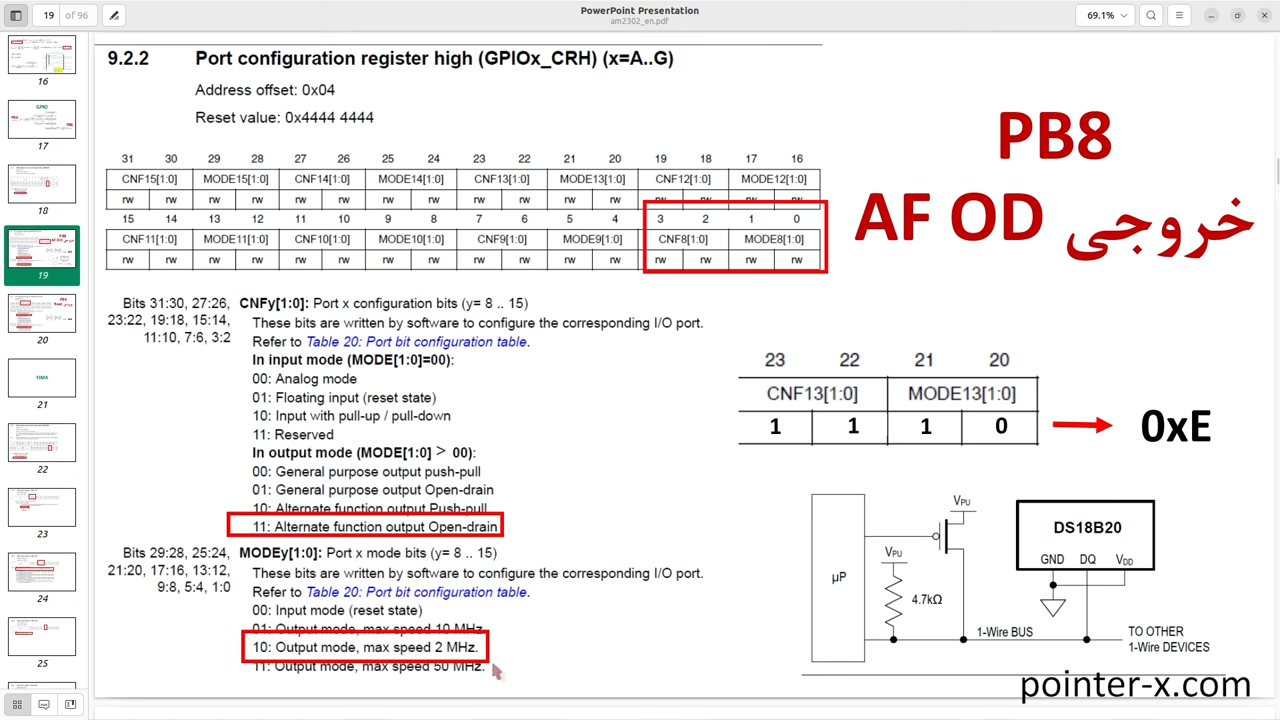 19 of 96
PowerPoint Presentation
am2302_en.pdf
69.1%
16
17
18
19
20
21
22
23
24
25
GPIO
TIM4
9.2.2 Port configuration register high (GPIOx_CRH) (x=A..G)
Address offset: 0x04
Reset value: 0x4444 4444
31 30 29 28 27 26 25 24 23 22 21 20 19 18 17 16
CNF15[1:0] MODE15[1:0] CNF14[1:0] MODE14[1:0] CNF13[1:0] MODE13[1:0] CNF12[1:0] MODE12[1:0]
rw rw rw rw rw rw rw rw rw rw rw rw rw rw rw rw
15 14 13 12 11 10 9 8 7 6 5 4 3 2 1 0
CNF11[1:0] MODE11[1:0] CNF10[1:0] MODE10[1:0] CNF9[1:0] MODE9[1:0] CNF8[1:0] MODE8[1:0]
rw rw rw rw rw rw rw rw rw rw rw rw rw rw rw rw
PB8
خروجی AF OD
Bits 31:30, 27:26, CNFy[1:0]: Port x configuration bits (y= 8 .. 15)
23:22, 19:18, 15:14, These bits are written by software to configure the corresponding I/O port.
11:10, 7:6, 3:2 Refer to Table 20: Port bit configuration table.
In input mode (MODE[1:0]=00):
00: Analog mode
01: Floating input (reset state)
10: Input with pull-up / pull-down
11: Reserved
In output mode (MODE[1:0] > 00):
00: General purpose output push-pull
01: General purpose output Open-drain
10: Alternate function output Push-pull
11: Alternate function output Open-drain
Bits 29:28, 25:24, MODEy[1:0]: Port x mode bits (y= 8 .. 15)
21:20, 17:16, 13:12, These bits are written by software to configure the corresponding I/O port.
9:8, 5:4, 1:0 Refer to Table 20: Port bit configuration table.
00: Input mode (reset state)
01: Output mode, max speed 10 MHz.
10: Output mode, max speed 2 MHz.
11: Output mode, max speed 50 MHz.
23 22 21 20
CNF13[1:0] MODE13[1:0]
1 1 1 0
0xE
VPU
DS18B20
GND DQ VDD
VPU
µP
4.7kΩ
1-Wire BUS
TO OTHER
1-Wire DEVICES
pointer-x.com